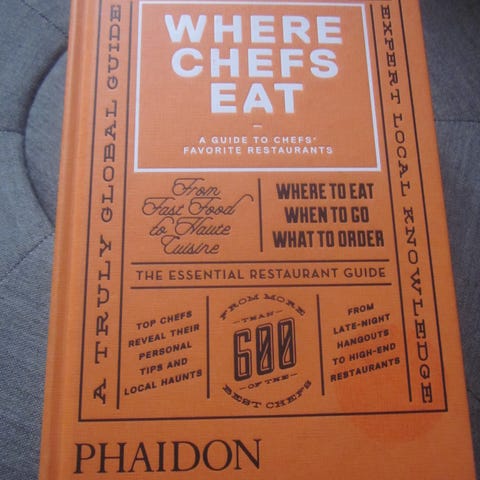 WHERE
CHEFS
EAT
–
A GUIDE TO CHEFS'
FAVORITE RESTAURANTS
A TRULY GLOBAL GUIDE
EXPERT LOCAL KNOWLEDGE
From
Fast Food
to Haute
Cuisine
WHERE TO EAT
WHEN TO GO
WHAT TO ORDER
THE ESSENTIAL RESTAURANT GUIDE
TOP CHEFS
REVEAL THEIR
PERSONAL
TIPS AND
LOCAL HAUNTS
FROM MORE
–THAN–
600
–OF THE–
BEST CHEFS
FROM
LATE-NIGHT
HANGOUTS
TO HIGH-END
RESTAURANTS
PHAIDON